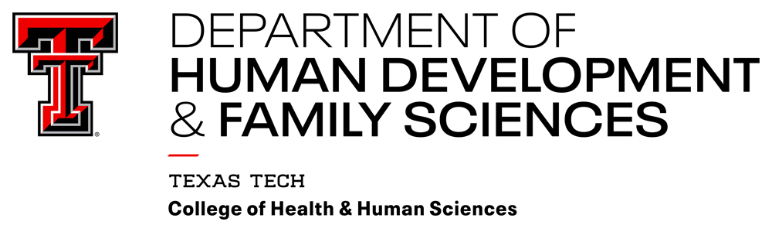 DEPARTMENT OF
HUMAN DEVELOPMENT
& FAMILY SCIENCES
TEXAS TECH
College of Health & Human Sciences